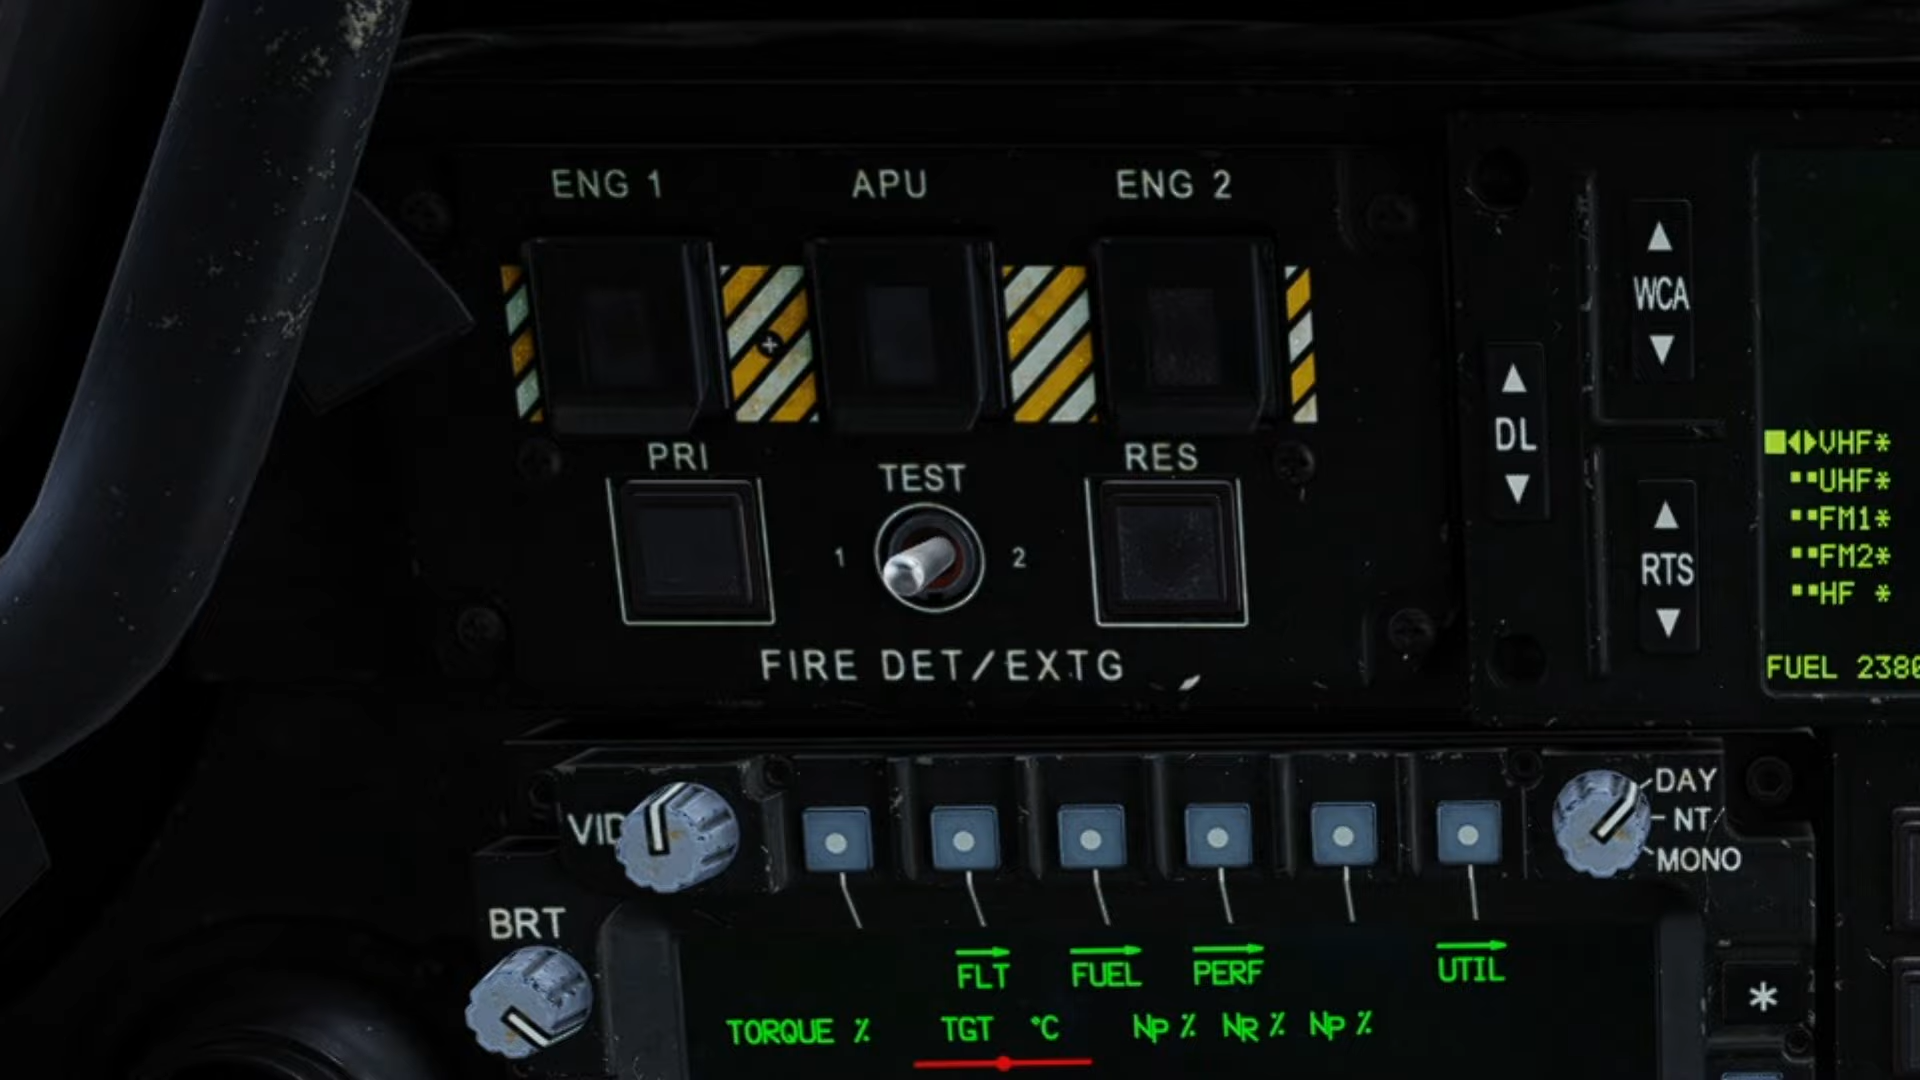 ENG 1 APU ENG 2
PRI TEST RES
1 2
FIRE DET/EXTG
WCA
DL
RTS
VHF*
UHF*
FM1*
FM2*
HF *
FUEL
VID
DAY
NT
MONO
BRT
FLT FUEL PERF UTIL
TORQUE % TGT °C NP % NR % NP %
*